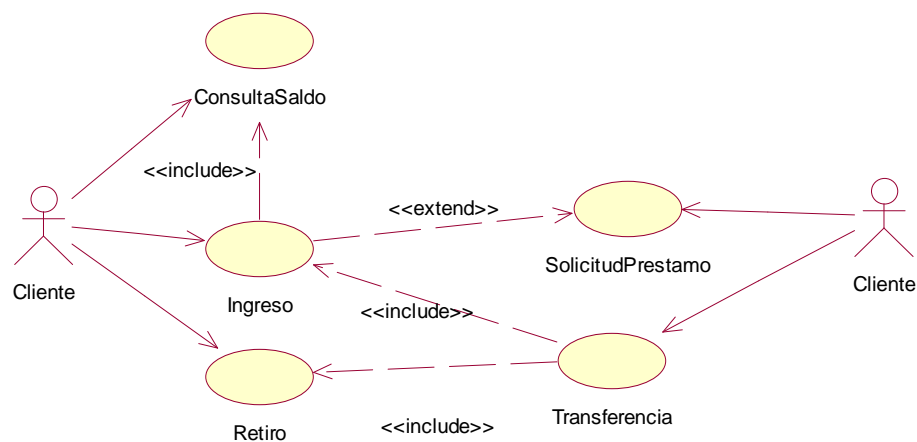 ConsultaSaldo
<<include>>
<<extend>>
SolicitudPrestamo
Cliente
Cliente
Ingreso
<<include>>
Transferencia
Retiro
<<include>>